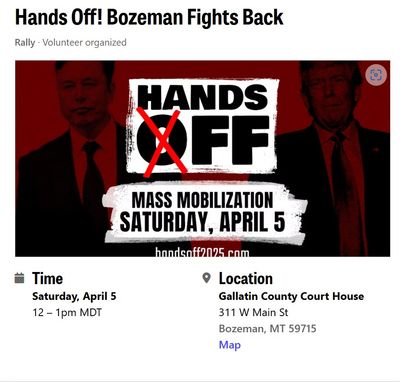 Hands Off! Bozeman Fights Back
Rally · Volunteer organized
HANDS
OFF
MASS MOBILIZATION
SATURDAY, APRIL 5
handsoff2025.com
Time
Saturday, April 5
12 – 1pm MDT
Location
Gallatin County Court House
311 W Main St
Bozeman, MT 59715
Map